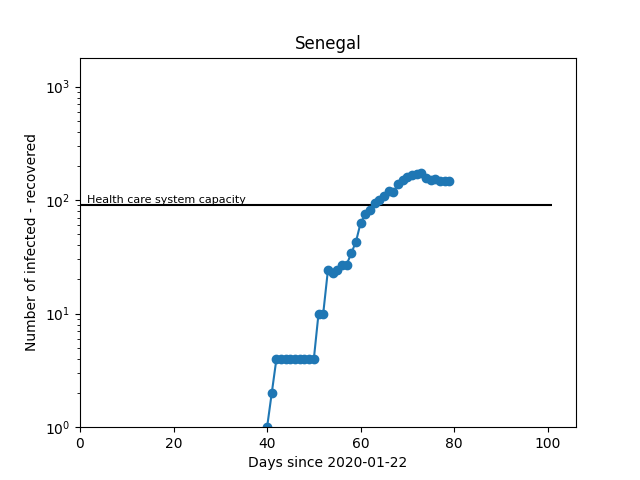 Senegal
10³
10²
10¹
10⁰
Number of infected - recovered
Health care system capacity
0 20 40 60 80 100
Days since 2020-01-22